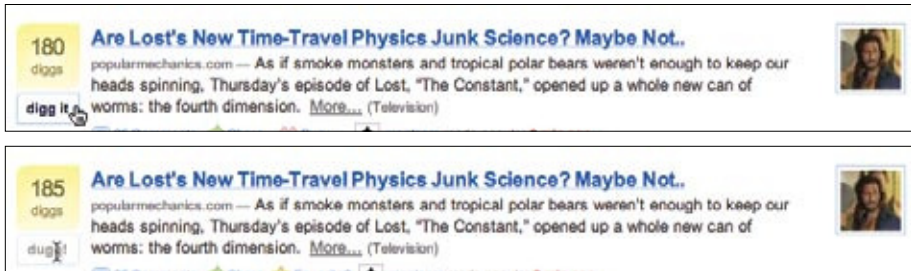 180
diggs
digg it
Are Lost's New Time-Travel Physics Junk Science? Maybe Not..
popularmechanics.com — As if smoke monsters and tropical polar bears weren't enough to keep our
heads spinning, Thursday's episode of Lost, "The Constant," opened up a whole new can of
worms: the fourth dimension. More... (Television)
185
diggs
dugg!
Are Lost's New Time-Travel Physics Junk Science? Maybe Not..
popularmechanics.com — As if smoke monsters and tropical polar bears weren't enough to keep our
heads spinning, Thursday's episode of Lost, "The Constant," opened up a whole new can of
worms: the fourth dimension. More... (Television)